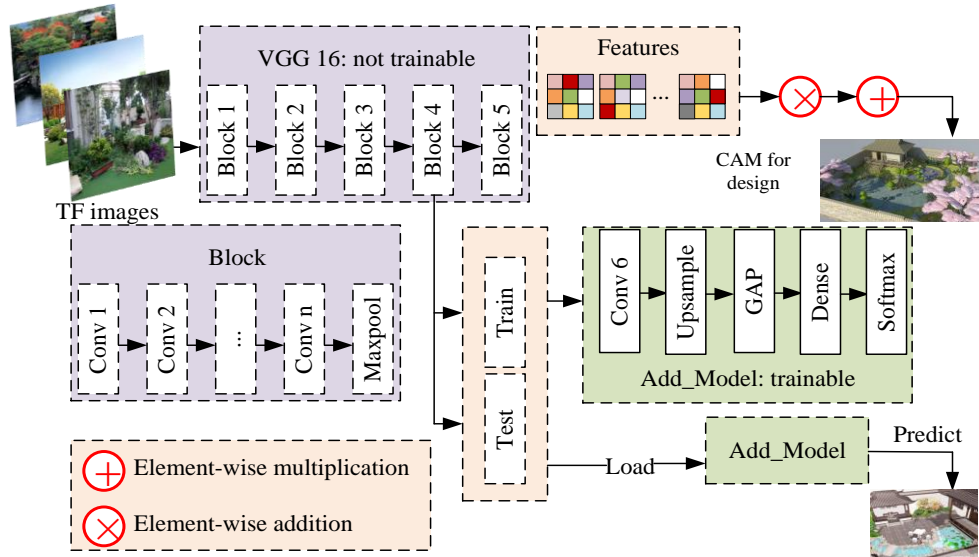 VGG 16: not trainable
Block 1
Block 2
Block 3
Block 4
Block 5
Features
...
TF images
CAM for
design
Block
Conv 1
Conv 2
...
Conv n
Maxpool
Train
Test
Conv 6
Upsample
GAP
Dense
Softmax
Add_Model: trainable
Element-wise multiplication
Element-wise addition
Load
Add_Model
Predict